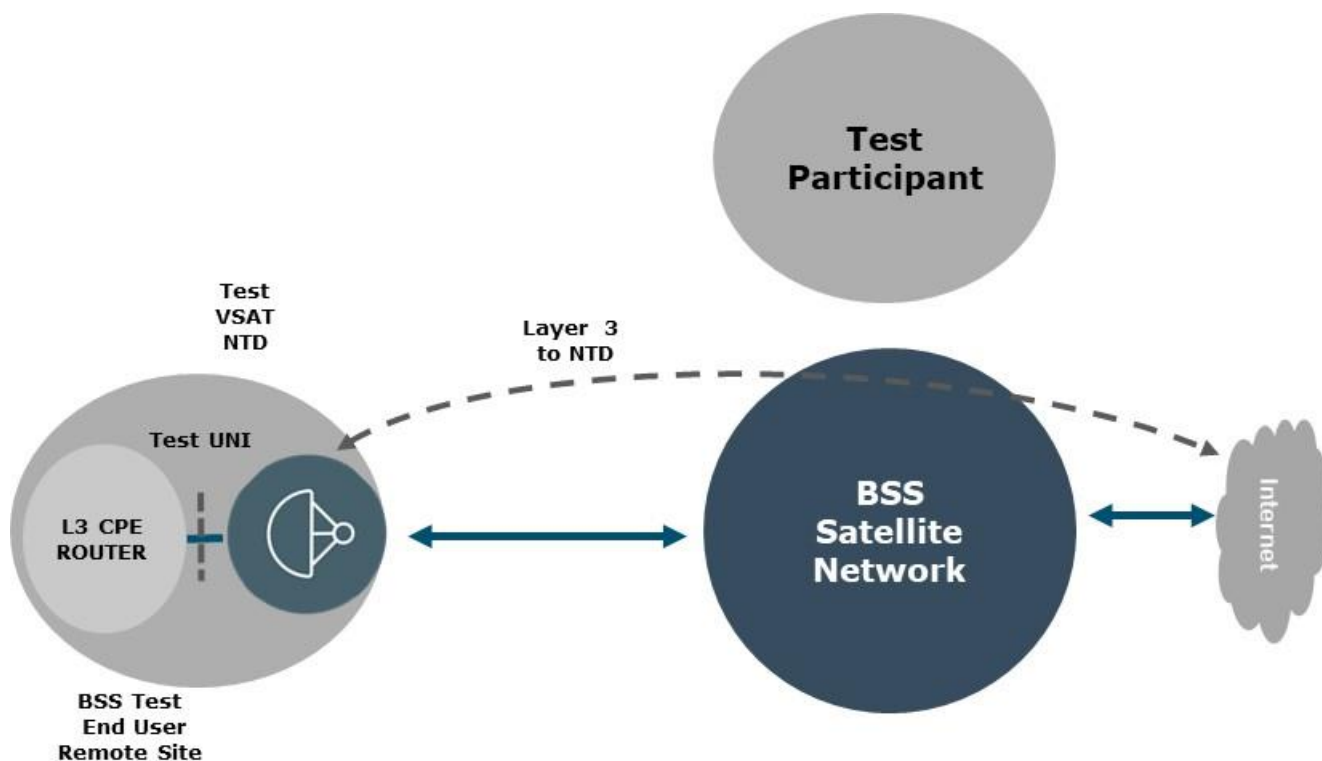 Test
Participant
Test
VSAT
NTD
Layer 3
to NTD
Test UNI
L3 CPE
ROUTER
BSS
Satellite
Network
Internet
BSS Test
End User
Remote Site